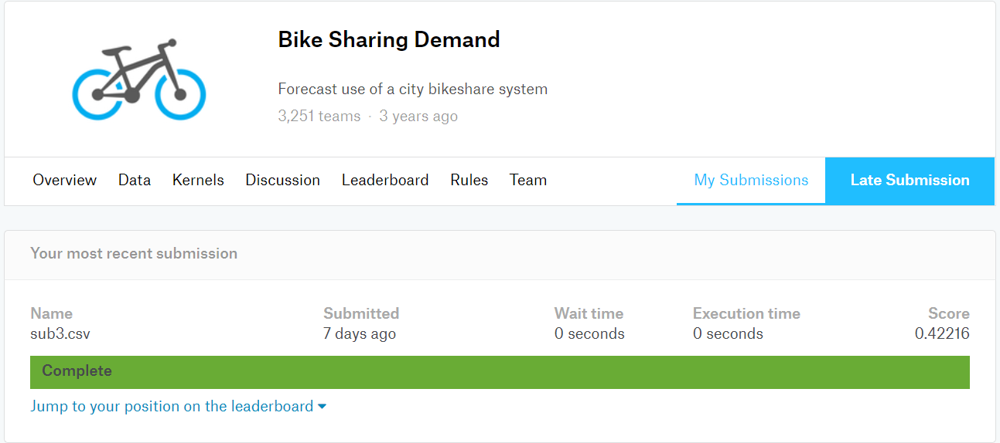 Bike Sharing Demand
Forecast use of a city bikeshare system
3,251 teams · 3 years ago
Overview Data Kernels Discussion Leaderboard Rules Team My Submissions Late Submission
Your most recent submission
Name Submitted Wait time Execution time Score
sub3.csv 7 days ago 0 seconds 0 seconds 0.42216
Complete
Jump to your position on the leaderboard